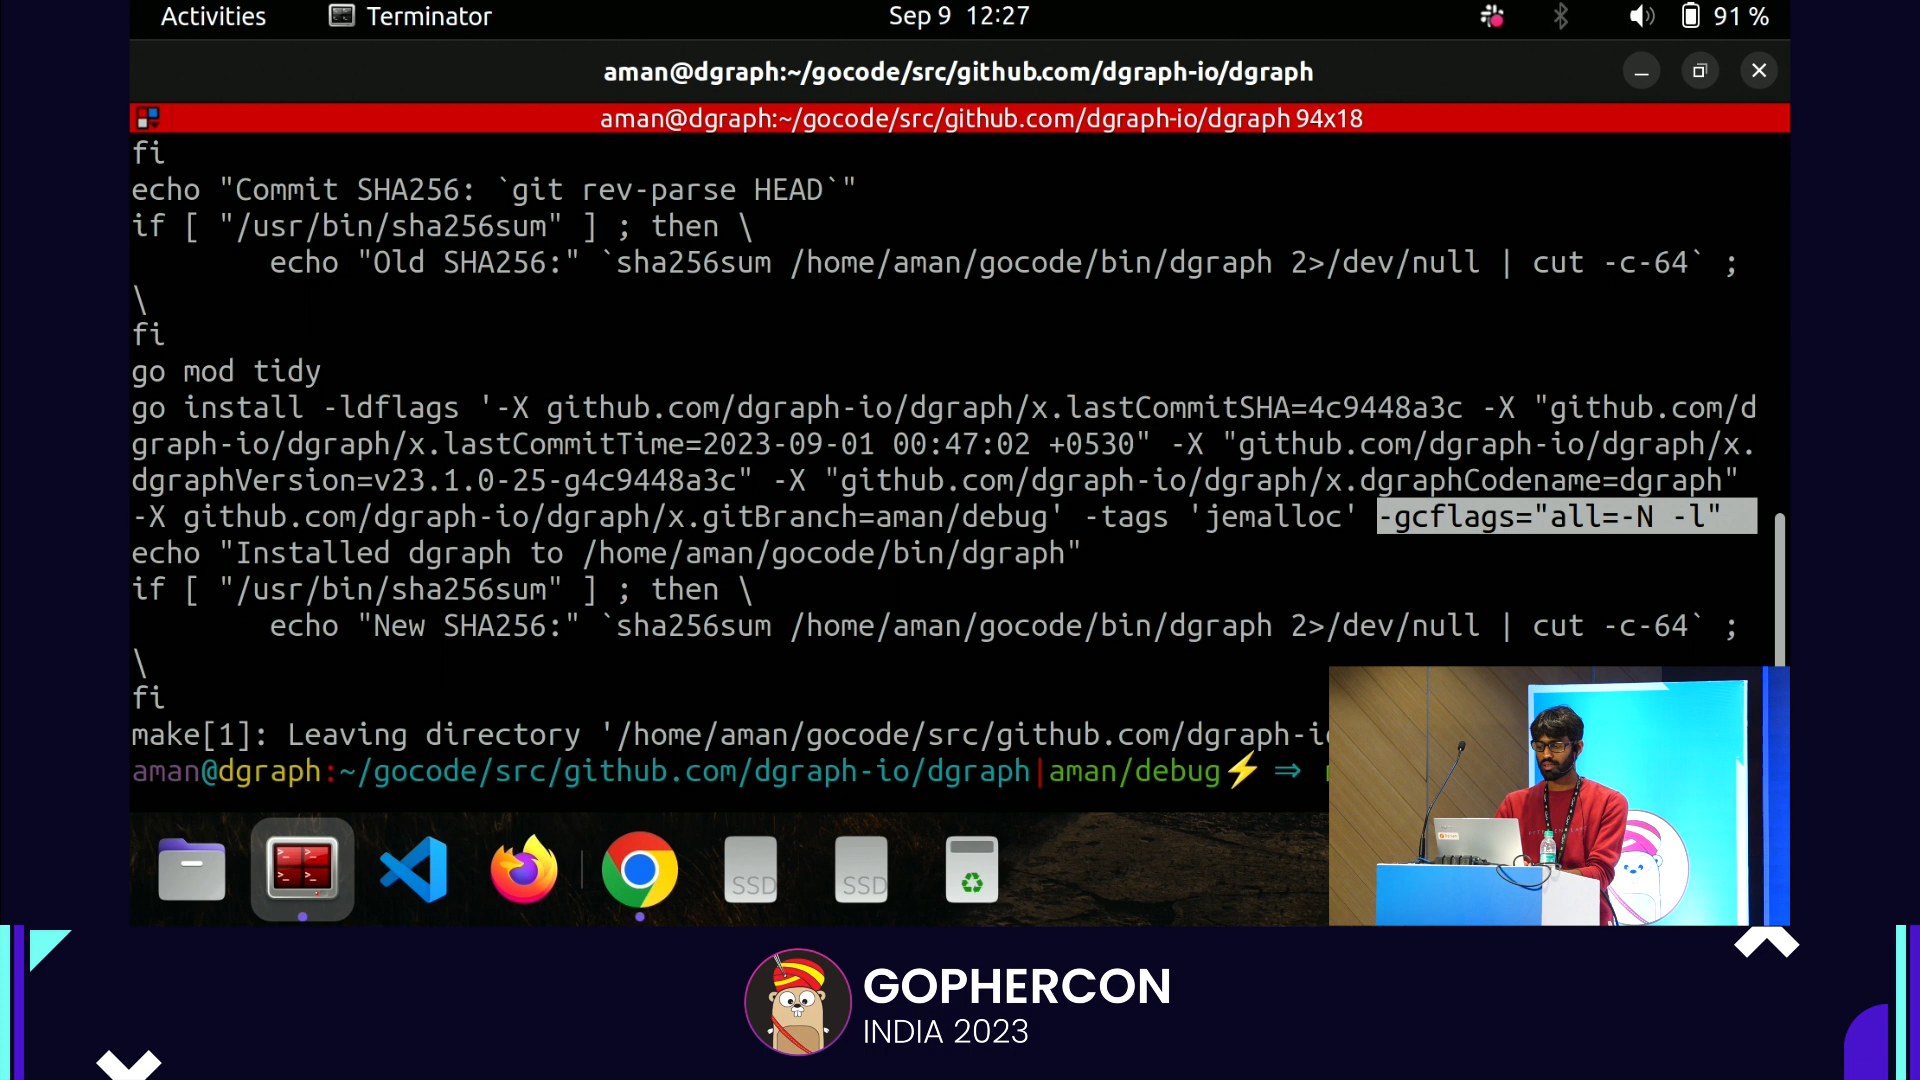 Activities
Terminator
Sep 9 12:27
91 %
aman@dgraph:~/gocode/src/github.com/dgraph-io/dgraph
aman@dgraph:~/gocode/src/github.com/dgraph-io/dgraph 94x18
fi
echo "Commit SHA256: `git rev-parse HEAD`"
if [ "/usr/bin/sha256sum" ] ; then \
echo "Old SHA256:" `sha256sum /home/aman/gocode/bin/dgraph 2>/dev/null | cut -c-64` ;
\
fi
go mod tidy
go install -ldflags '-X github.com/dgraph-io/dgraph/x.lastCommitSHA=4c9448a3c -X "github.com/d
graph-io/dgraph/x.lastCommitTime=2023-09-01 00:47:02 +0530" -X "github.com/dgraph-io/dgraph/x.
dgraphVersion=v23.1.0-25-g4c9448a3c" -X "github.com/dgraph-io/dgraph/x.dgraphCodename=dgraph"
-X github.com/dgraph-io/dgraph/x.gitBranch=aman/debug' -tags 'jemalloc' -gcflags="all=-N -l"
echo "Installed dgraph to /home/aman/gocode/bin/dgraph"
if [ "/usr/bin/sha256sum" ] ; then \
echo "New SHA256:" `sha256sum /home/aman/gocode/bin/dgraph 2>/dev/null | cut -c-64` ;
\
fi
make[1]: Leaving directory '/home/aman/gocode/src/github.com/dgraph-io
aman@dgraph:~/gocode/src/github.com/dgraph-io/dgraph|aman/debug⚡ ⇒
SSD
SSD
GOPHERCON
INDIA 2023